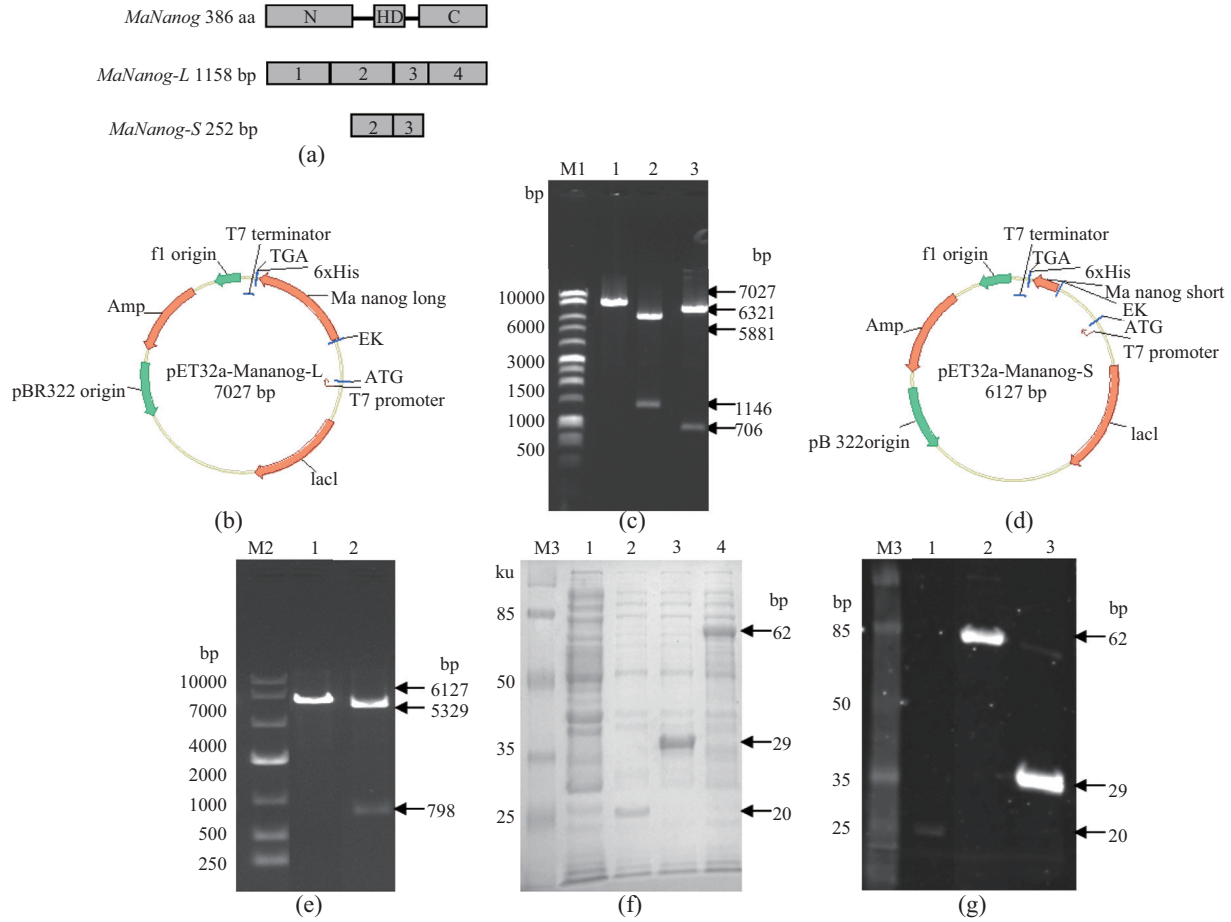 MaNanog 386 aa
N
HD
C
MaNanog-L 1158 bp
1
2
3
4
MaNanog-S 252 bp
2
3
(a)
T7 terminator
f1 origin
TGA
6xHis
Ma nanog long
Amp
EK
pET32a-Mananog-L
7027 bp
ATG
T7 promoter
pBR322 origin
lacl
(b)
M1 1 2 3
bp
bp
7027
10000
6321
6000
5881
3000
1500
1146
1000
706
500
(c)
T7 terminator
f1 origin
TGA
6xHis
Ma nanog short
EK
Amp
ATG
T7 promoter
pET32a-Mananog-S
6127 bp
pB 322origin
lacl
(d)
M2 1 2
bp
bp
10000
6127
7000
5329
4000
2000
1000
798
500
250
(e)
M3 1 2 3 4
ku
bp
85
62
50
35
29
25
20
(f)
M3 1 2 3
bp
bp
85
62
50
35
29
25
20
(g)